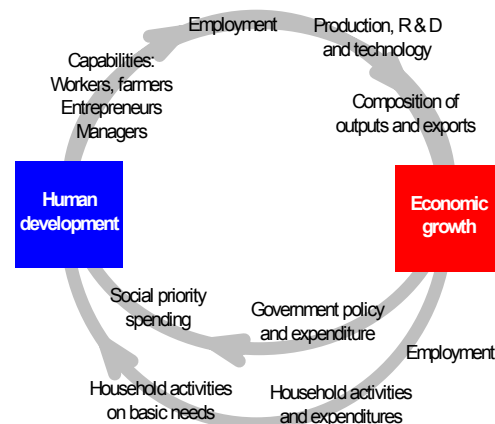 Employment
Production, R & D
and technology
Capabilities:
Workers, farmers
Entrepreneurs
Managers
Composition of
outputs and exports
Human
development
Economic
growth
Social priority
spending
Government policy
and expenditure
Employment
Household activities
on basic needs
Household activities
and expenditures